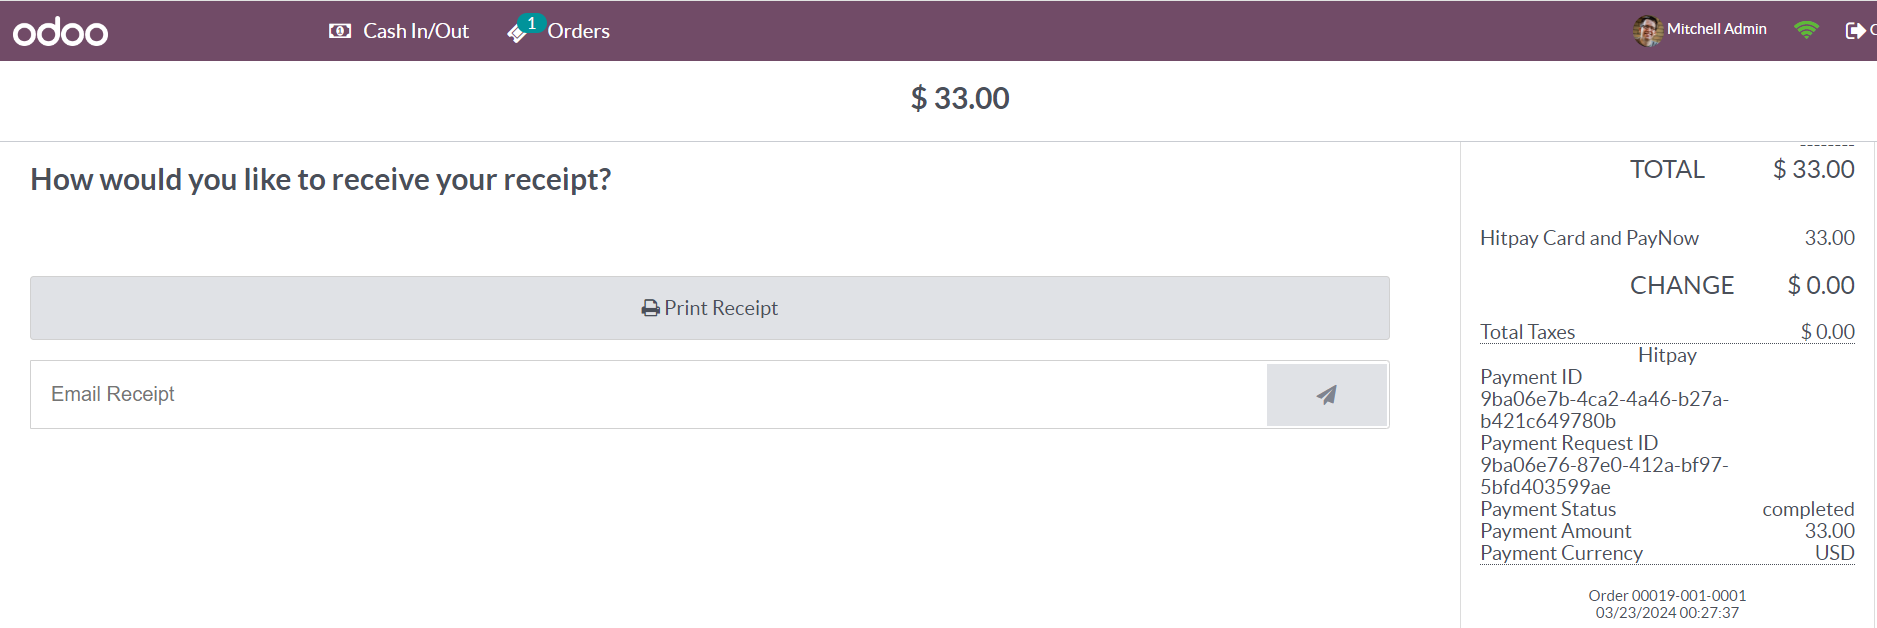 odoo
Cash In/Out
1
Orders
Mitchell Admin
$ 33.00
How would you like to receive your receipt?
Print Receipt
Email Receipt
TOTAL $ 33.00
Hitpay Card and PayNow 33.00
CHANGE $ 0.00
Total Taxes $ 0.00
Hitpay
Payment ID
9ba06e7b-4ca2-4a46-b27a-
b421c649780b
Payment Request ID
9ba06e76-87e0-412a-bf97-
5bfd403599ae
Payment Status completed
Payment Amount 33.00
Payment Currency USD
Order 00019-001-0001
03/23/2024 00:27:37